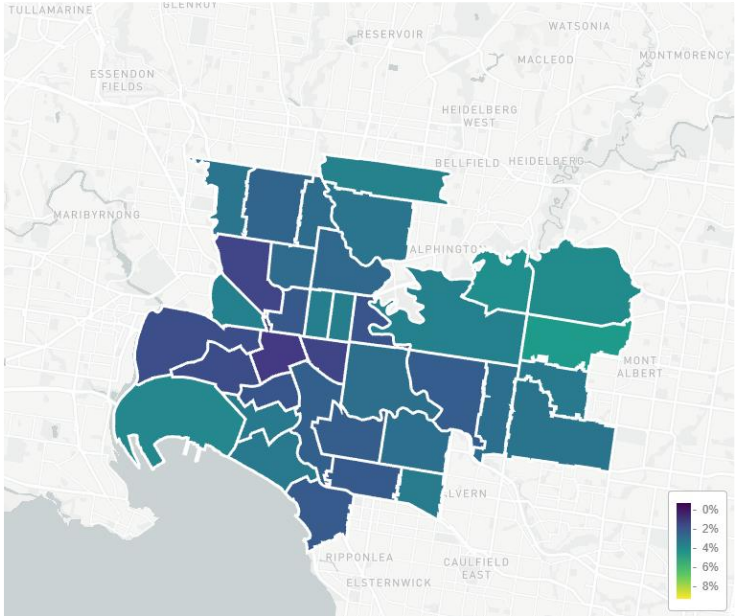 TULLAMARINE
GLENROY
WATSONIA
RESERVOIR
MACLEOD
MONTMORENCY
ESSENDON
FIELDS
HEIDELBERG
WEST
BELLFIELD
HEIDELBERG
MARIBYRNONG
ALPHINGTON
MONT
ALBERT
LVERN
RIPPONLEA
CAULFIELD
EAST
ELSTERNWICK
0%
2%
4%
6%
8%